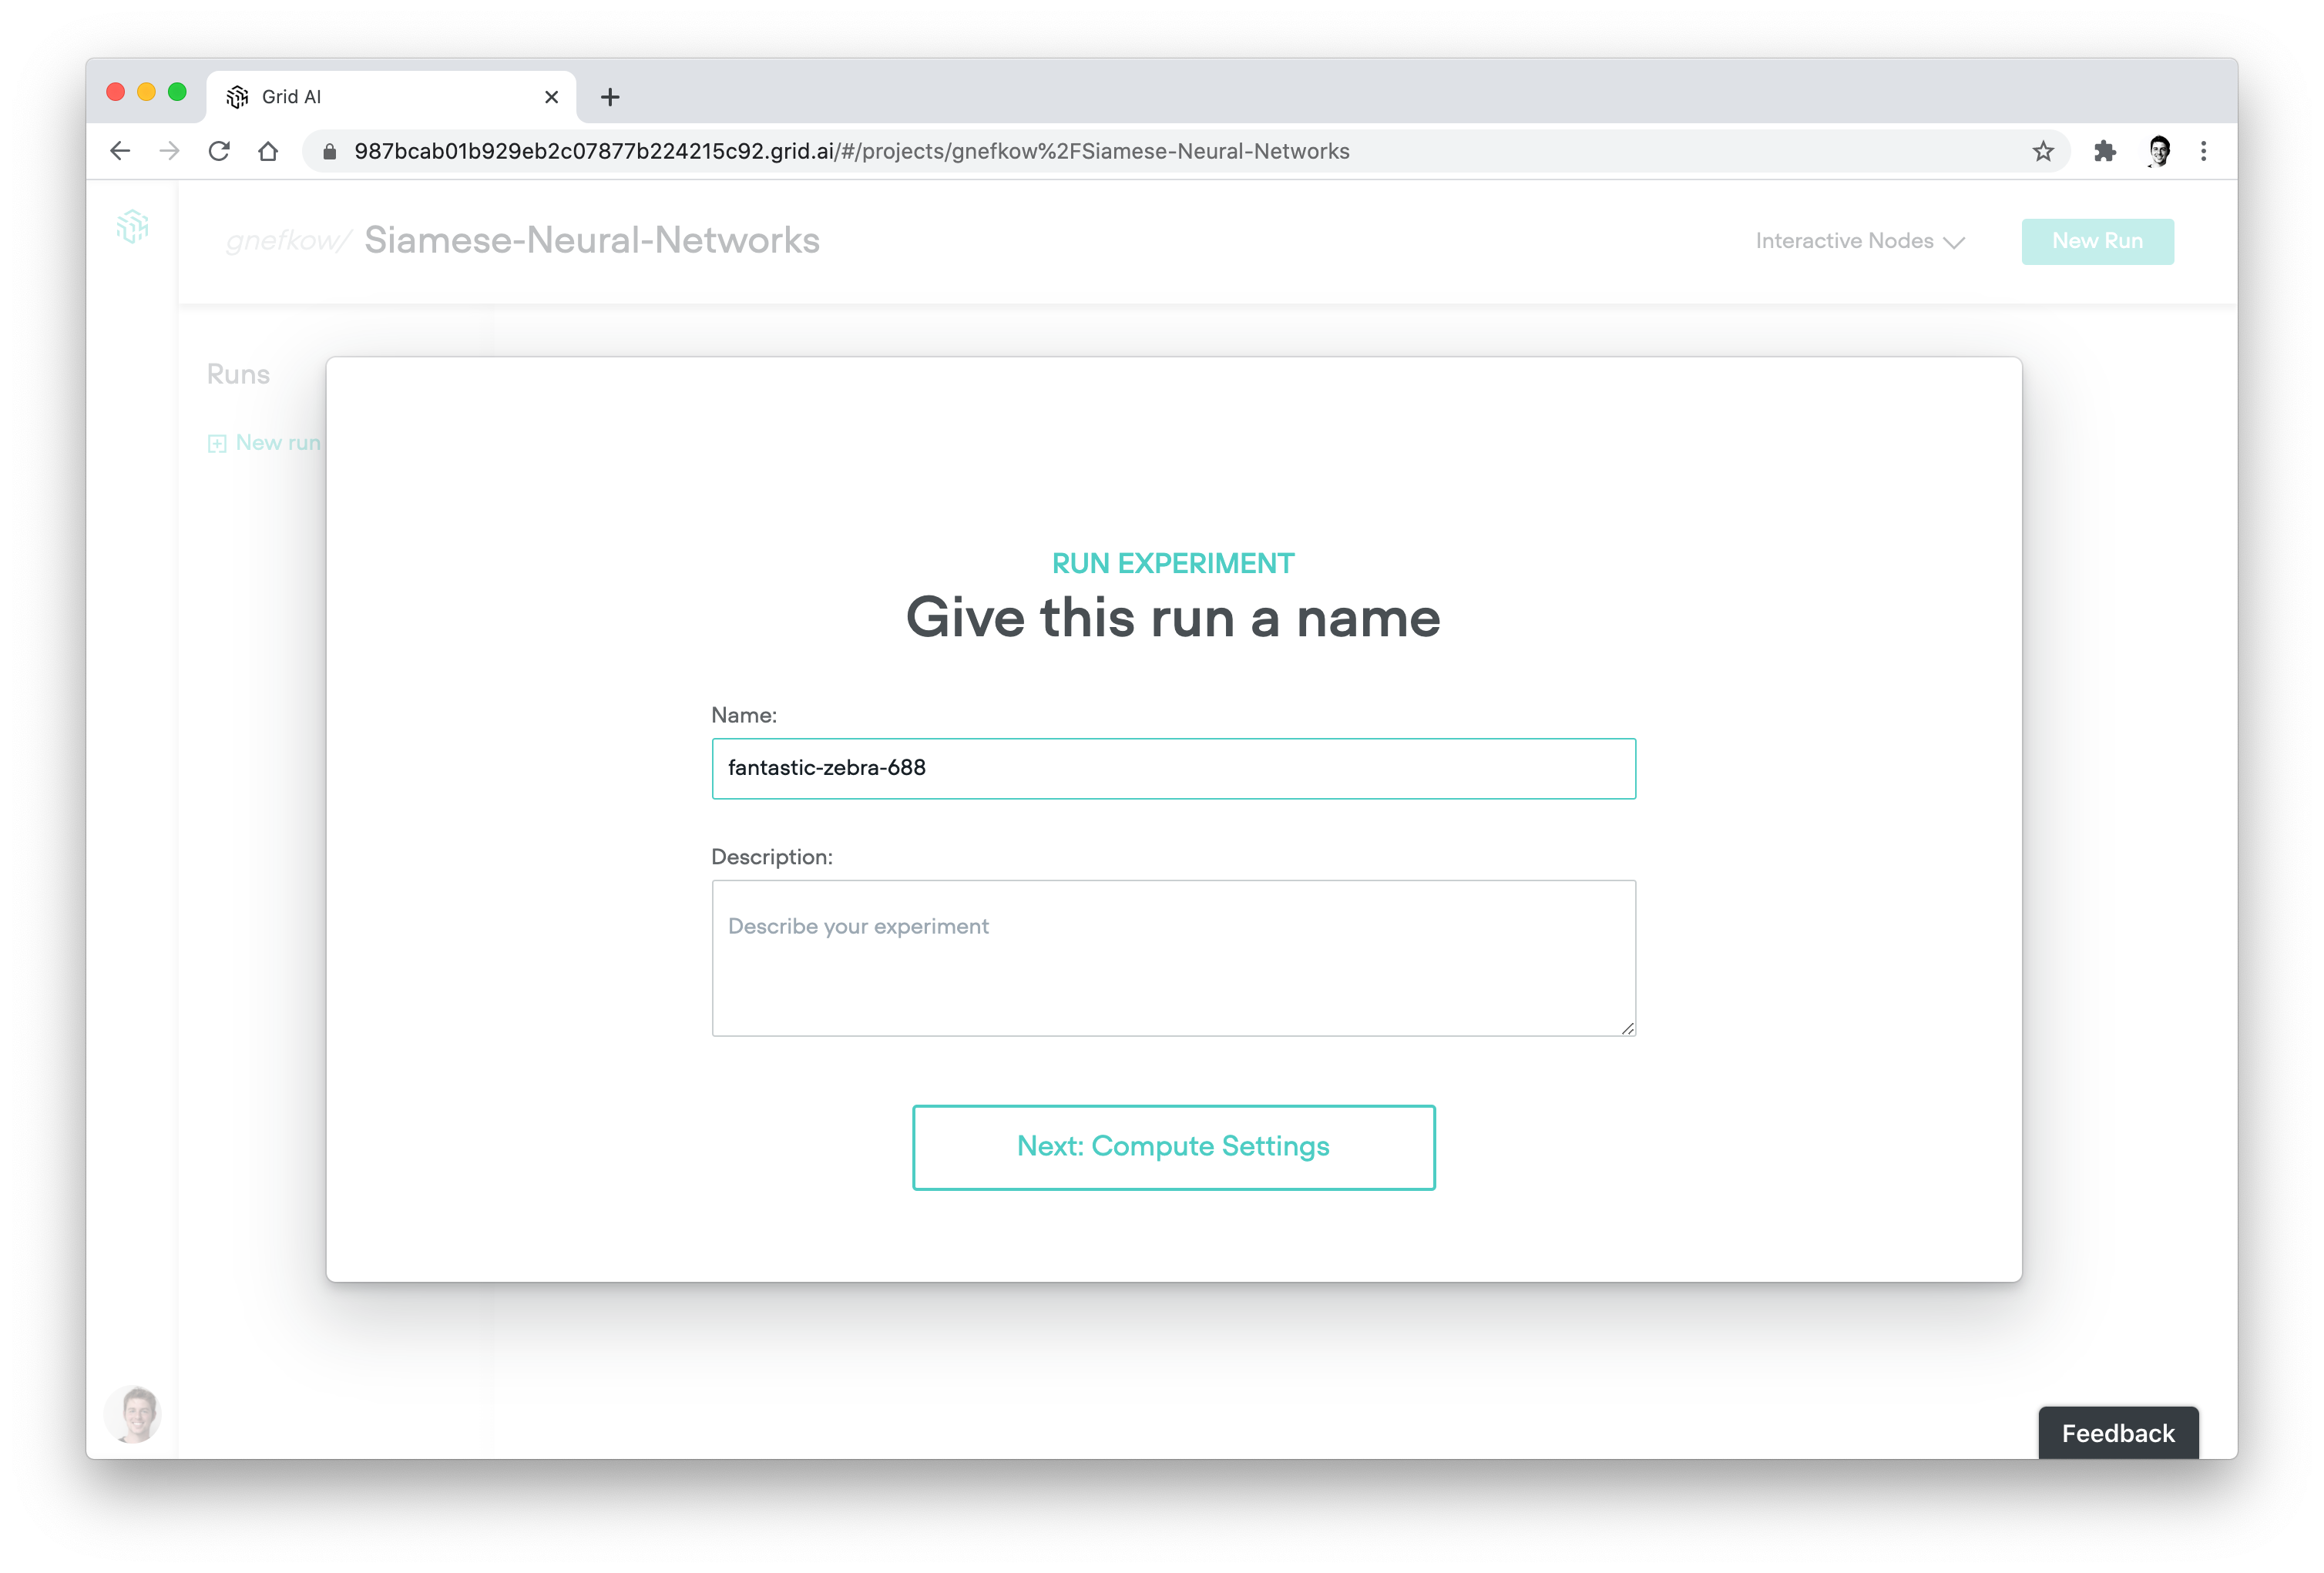 Grid AI
987bcab01b929eb2c07877b224215c92.grid.ai/#/projects/gnefkow%2FSiamese-Neural-Networks
gnefkow/ Siamese-Neural-Networks
Interactive Nodes
New Run
Runs
New run
RUN EXPERIMENT
Give this run a name
Name:
fantastic-zebra-688
Description:
Describe your experiment
Next: Compute Settings
Feedback